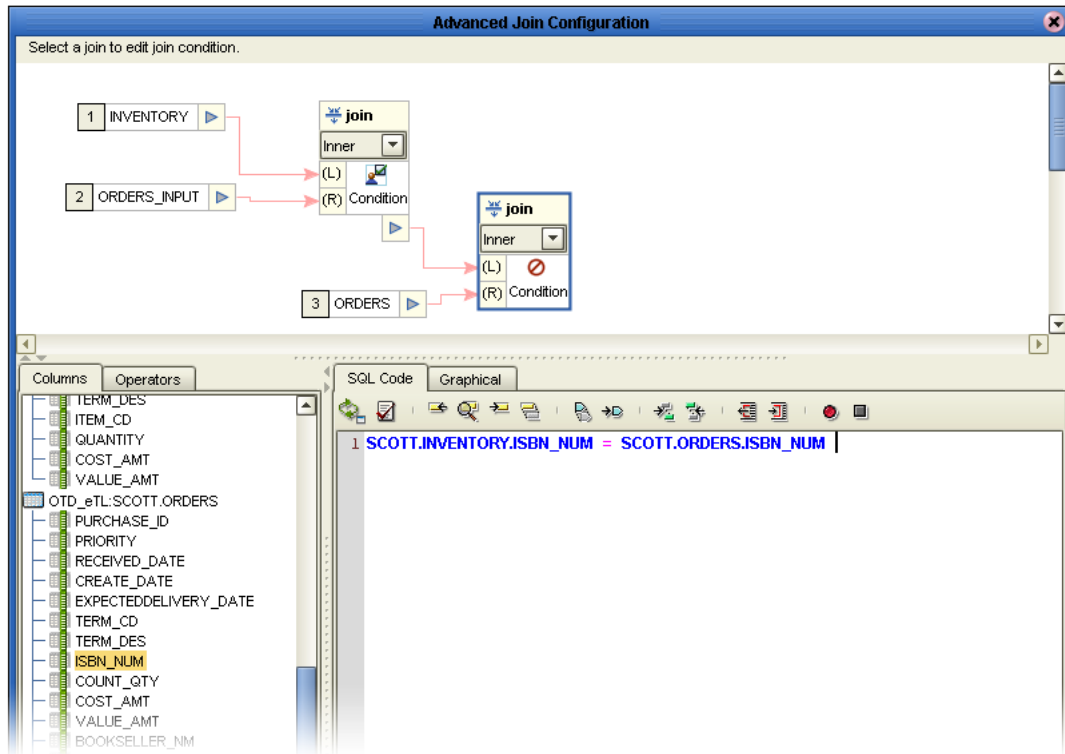 Advanced Join Configuration
Select a join to edit join condition.
1 INVENTORY
join
Inner
(L)
(R) Condition
2 ORDERS_INPUT
join
Inner
(L)
(R) Condition
3 ORDERS
Columns Operators
TERM_DES
ITEM_CD
QUANTITY
COST_AMT
VALUE_AMT
OTD_eTL:SCOTT.ORDERS
PURCHASE_ID
PRIORITY
RECEIVED_DATE
CREATE_DATE
EXPECTEDDELIVERY_DATE
TERM_CD
TERM_DES
ISBN_NUM
COUNT_QTY
COST_AMT
VALUE_AMT
BOOKSELLER_NM
SQL Code Graphical
1 SCOTT.INVENTORY.ISBN_NUM = SCOTT.ORDERS.ISBN_NUM